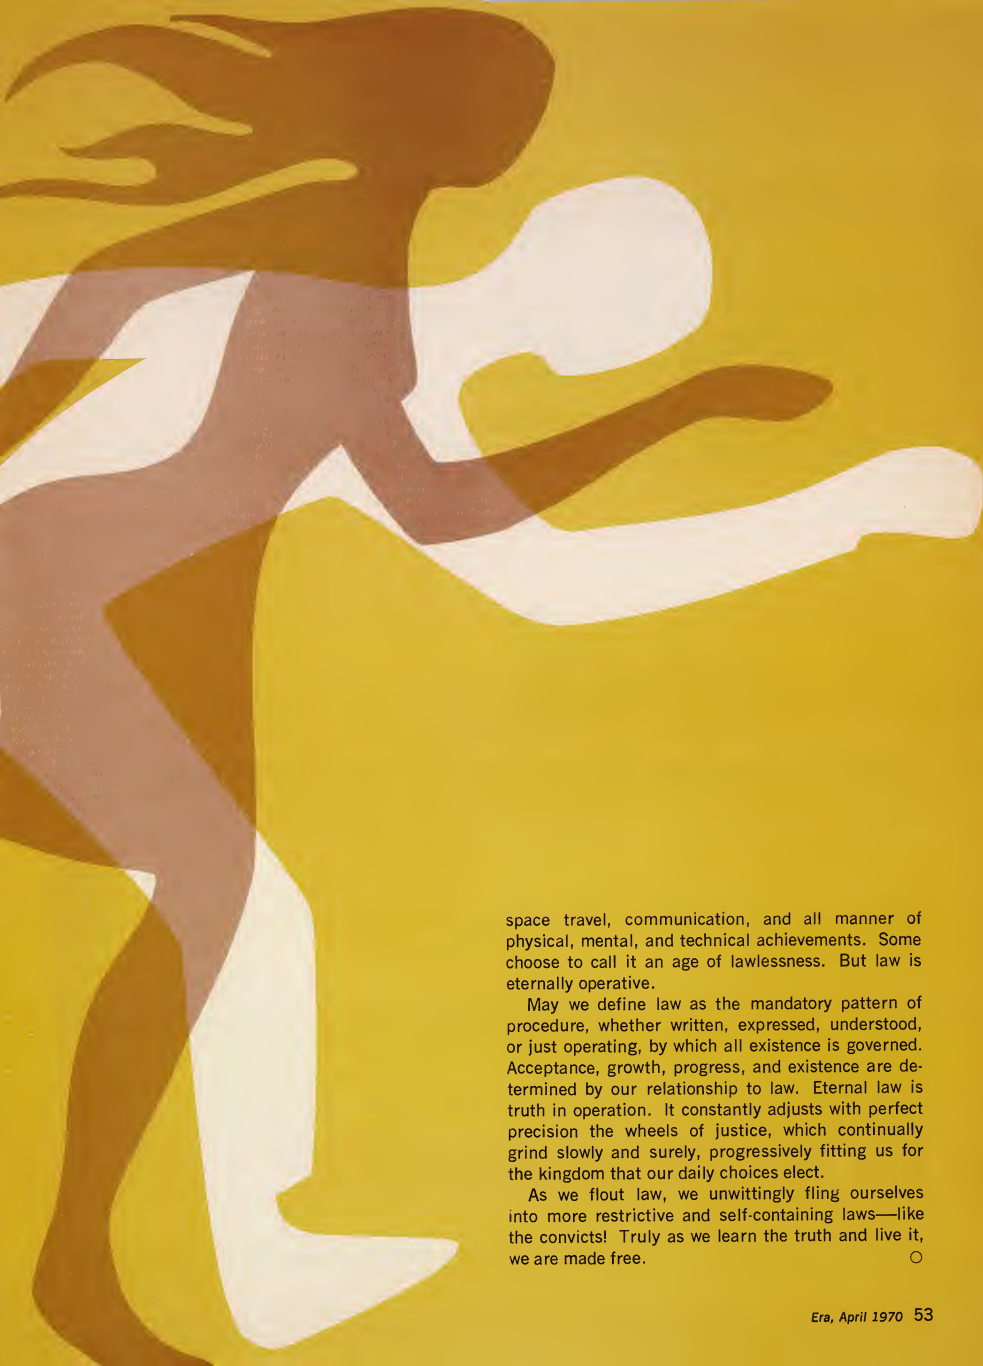 space travel, communication, and all manner of
physical, mental, and technical achievements. Some
choose to call it an age of lawlessness. But law is
eternally operative.
May we define law as the mandatory pattern of
procedure, whether written, expressed, understood,
or just operating, by which all existence is governed.
Acceptance, growth, progress, and existence are de-
termined by our relationship to law. Eternal law is
truth in operation. It constantly adjusts with perfect
precision the wheels of justice, which continually
grind slowly and surely, progressively fitting us for
the kingdom that our daily choices elect.
As we flout law, we unwittingly fling ourselves
into more restrictive and self-containing laws—like
the convicts! Truly as we learn the truth and live it,
we are made free. ○
Era, April 1970 53